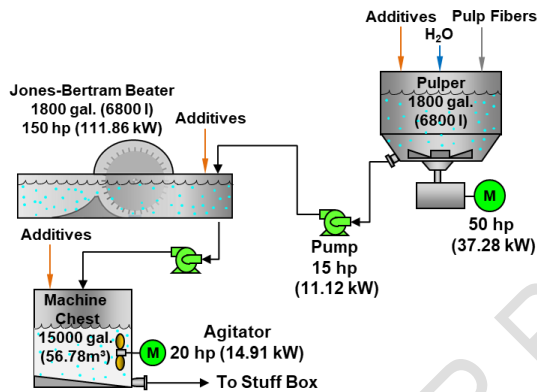 Additives
H₂O
Pulp Fibers
Pulper
1800 gal.
(6800 l)
M
50 hp
(37.28 kW)
Jones-Bertram Beater
1800 gal. (6800 l)
150 hp (111.86 kW)
Additives
Pump
15 hp
(11.12 kW)
Additives
Machine
Chest
15000 gal.
(56.78m³)
M
Agitator
20 hp (14.91 kW)
To Stuff Box